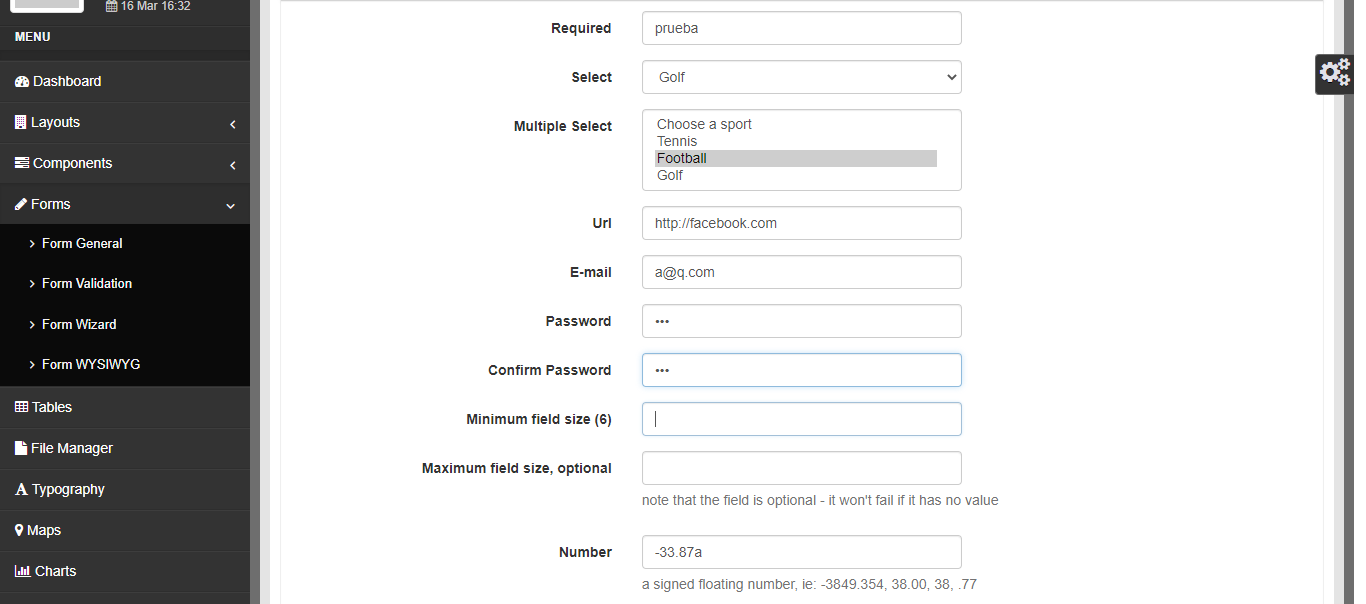 16 Mar 16:32
MENU
Dashboard
Layouts
Components
Forms
Form General
Form Validation
Form Wizard
Form WYSIWYG
Tables
File Manager
Typography
Maps
Charts
Required prueba
Select Golf
Multiple Select Choose a sport
Tennis
Football
Golf
Url http://facebook.com
E-mail a@q.com
Password •••
Confirm Password •••
Minimum field size (6)
Maximum field size, optional
note that the field is optional - it won't fail if it has no value
Number -33.87a
a signed floating number, ie: -3849.354, 38.00, 38, .77